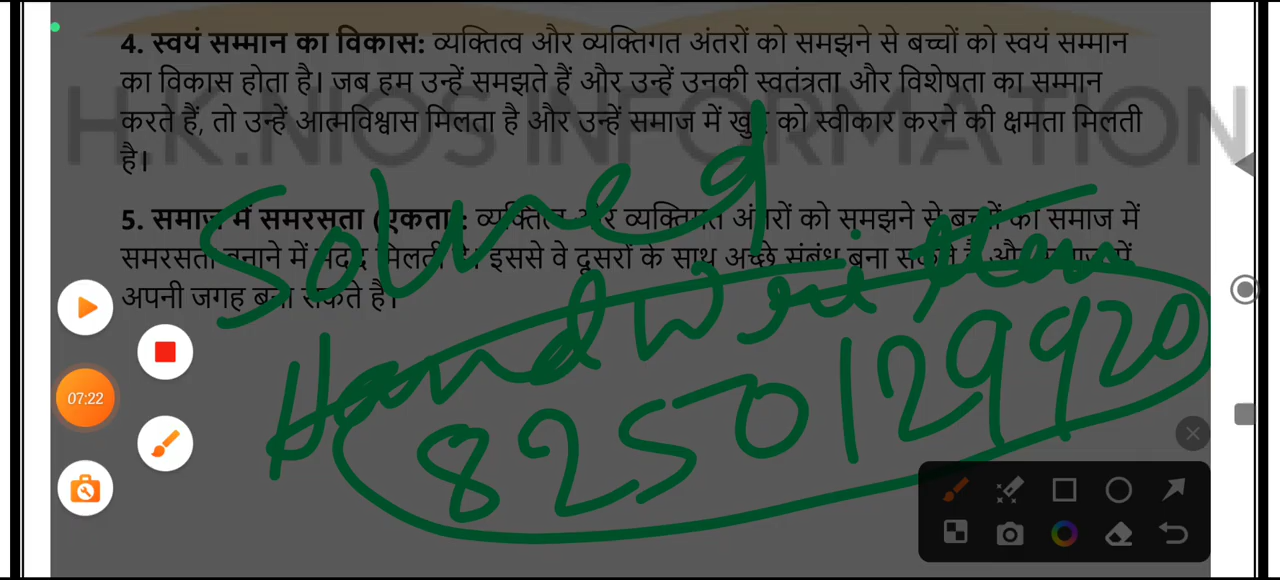 4. स्वयं सम्मान का विकास: व्यक्तित्व और व्यक्तिगत अंतरों को समझने से बच्चों को स्वयं सम्मान
का विकास होता है। जब हम उन्हें समझते हैं और उन्हें उनकी स्वतंत्रता और विशेषता का सम्मान
करते हैं, तो उन्हें आत्मविश्वास मिलता है और उन्हें समाज में खुद को स्वीकार करने की क्षमता मिलती
है।
H.K.NIOS INFORMATION
5. समाज में समरसता (एकता): व्यक्तित्व और व्यक्तिगत अंतरों को समझने से बच्चों को समाज में
समरसता बनाने में मदद मिलती है। इससे वे दूसरों के साथ अच्छे संबंध बना सकते हैं और समाज में
अपनी जगह बना सकते है।
Solved
Handwritten
8250129920
07:22